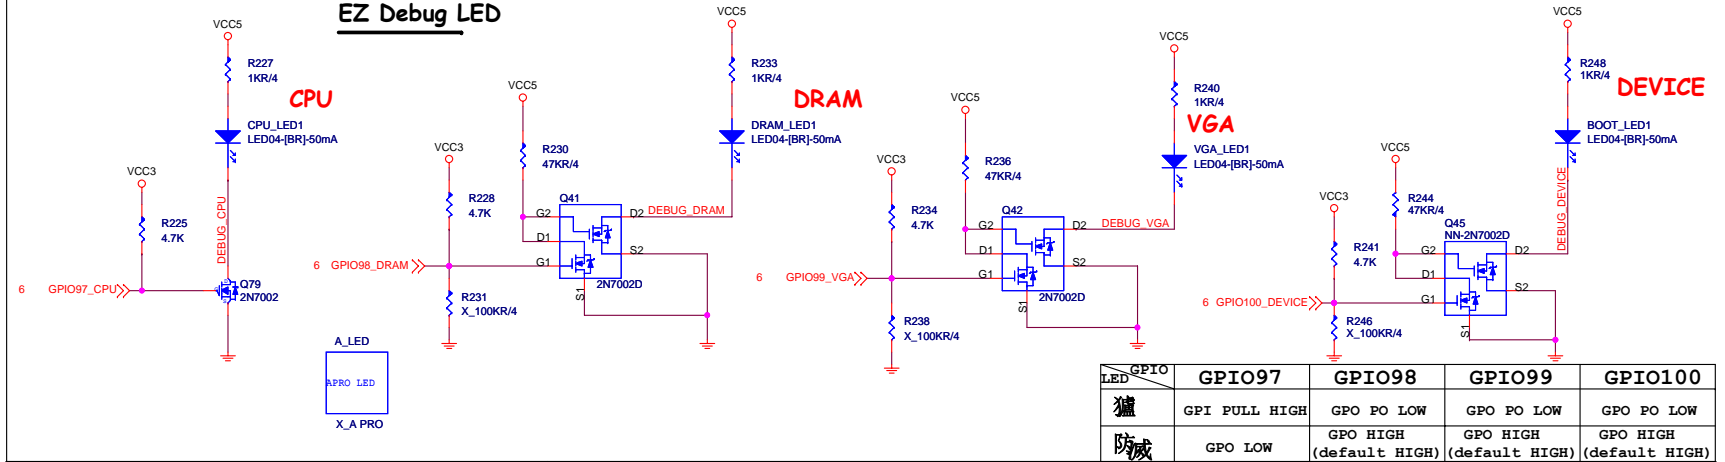 EZ Debug LED
VCC5
R227
1KR/4
CPU
CPU_LED1
LED04-[BR]-50mA
VCC3
R225
4.7K
DEBUG_CPU
6 GPIO97_CPU
Q79
2N7002
VCC5
R233
1KR/4
DRAM
DRAM_LED1
LED04-[BR]-50mA
VCC5
R230
47KR/4
VCC3
R228
4.7K
Q41
G2
D2
DEBUG_DRAM
D1
S2
6 GPIO98_DRAM
G1
S1
2N7002D
R231
X_100KR/4
A_LED
APRO LED
X_A PRO
VCC5
R240
1KR/4
VGA
VGA_LED1
LED04-[BR]-50mA
VCC5
R236
47KR/4
VCC3
R234
4.7K
Q42
G2
D2
DEBUG_VGA
D1
S2
6 GPIO99_VGA
G1
S1
2N7002D
R238
X_100KR/4
VCC5
R248
1KR/4
DEVICE
BOOT_LED1
LED04-[BR]-50mA
VCC5
R244
47KR/4
VCC3
R241
4.7K
DEBUG_DEVICE
Q45
NN-2N7002D
G2
D2
D1
S2
6 GPIO100_DEVICE
G1
S1
R246
X_100KR/4
LED GPIO GPIO97 GPIO98 GPIO99 GPIO100
GPI PULL HIGH GPO PO LOW GPO PO LOW GPO PO LOW
GPO LOW GPO HIGH (default HIGH) GPO HIGH (default HIGH) GPO HIGH (default HIGH)